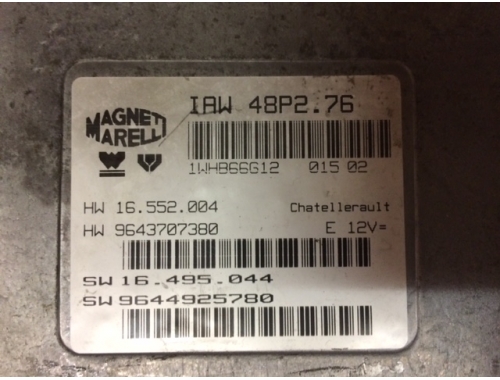 MAGNETI
MARELLI
IAW 48P2.76
1WHB66G12 015 02
HW 16.552.004 Chatellerault
HW 9643707380 E 12V=
SW 16.495.044
SW 9644925780